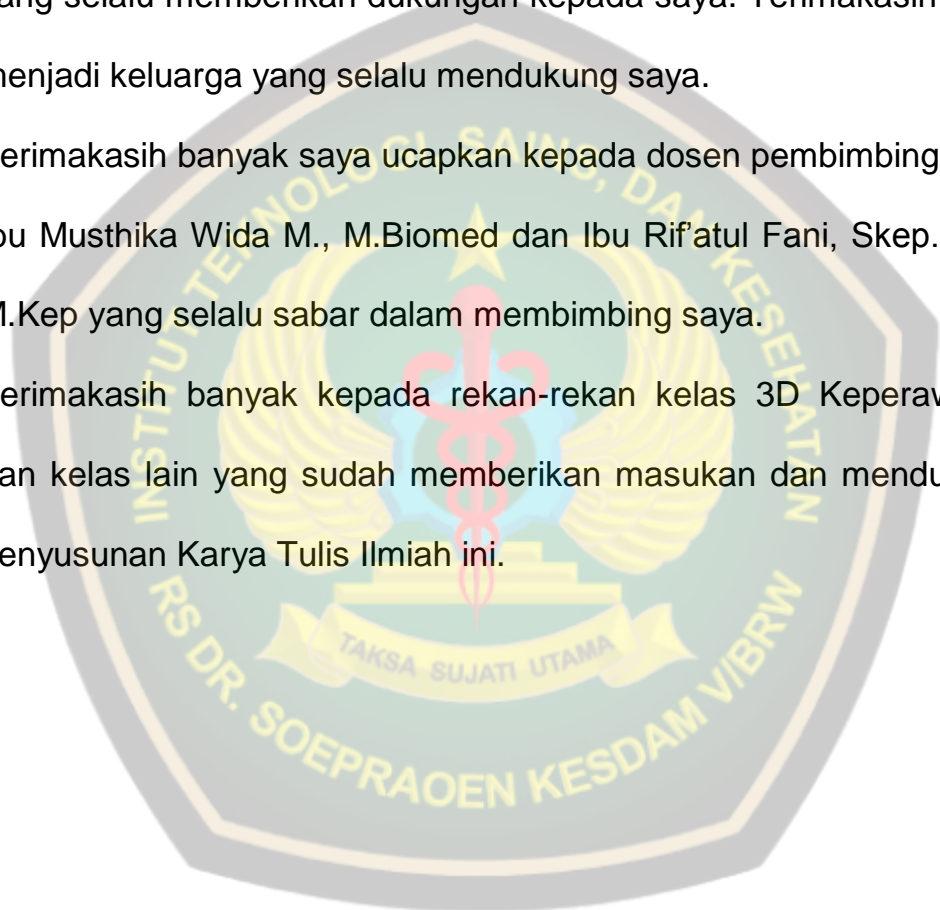 ang selalu memberikan dukungan kepada saya. Terimakasih
menjadi keluarga yang selalu mendukung saya.
erimakasih banyak saya ucapkan kepada dosen pembimbing
bu Musthika Wida M., M.Biomed dan Ibu Rif'atul Fani, Skep.
M.Kep yang selalu sabar dalam membimbing saya.
erimakasih banyak kepada rekan-rekan kelas 3D Keperaw
an kelas lain yang sudah memberikan masukan dan mendu
enyusunan Karya Tulis Ilmiah ini.
INSTITUT TEKNOLOGI, SAINS, DAN KESEHATAN
TAKSA SUJATI UTAMA
RS DR. SOEPRAOEN KESDAM V/BRW